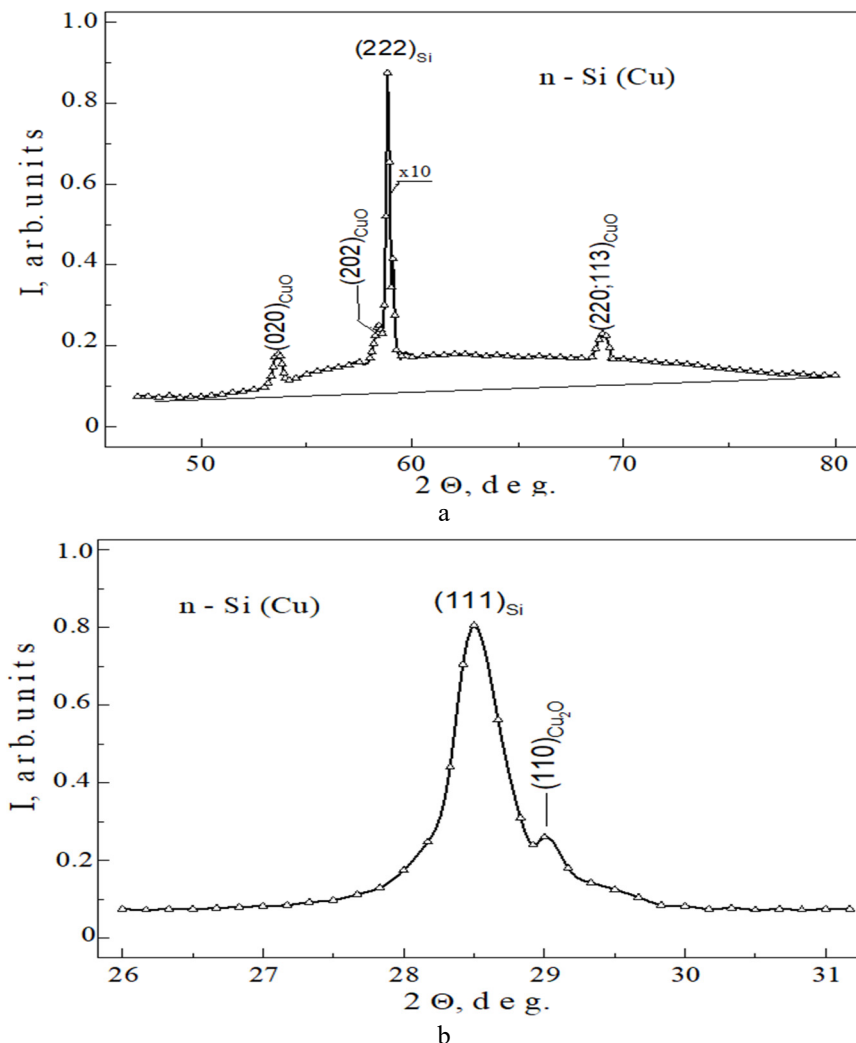 1.0
(222)Si
n - Si (Cu)
0.8
0.6
x10
I, arb.units
(202)CuO
0.4
(020)CuO
(220;113)CuO
0.2
0
50 60 70 80
2 Θ, d e g.
a
1.0
n - Si (Cu)
(111)Si
0.8
0.6
I, arb.units
(110)Cu₂O
0.4
0.2
0
26 27 28 29 30 31
2 Θ, d e g.
b